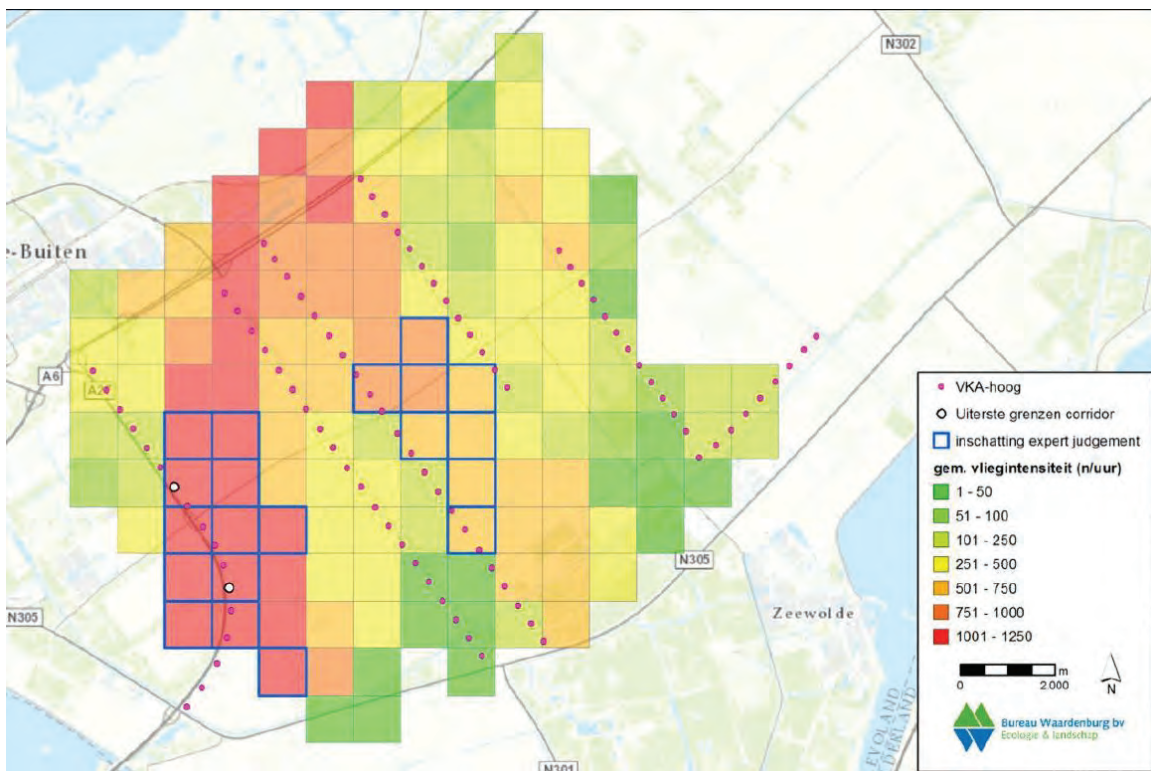 N302
e-Buiten
A6
A27
N305
N305
Zeewolde
N301
EVOLAND
DERLAND
VKA-hoog
Uiterste grenzen corridor
inschatting expert judgement
gem. vliegintensiteit (n/uur)
1 - 50
51 - 100
101 - 250
251 - 500
501 - 750
751 - 1000
1001 - 1250
0 2.000 m
N
Bureau Waardenburg bv
Ecologie & landschap